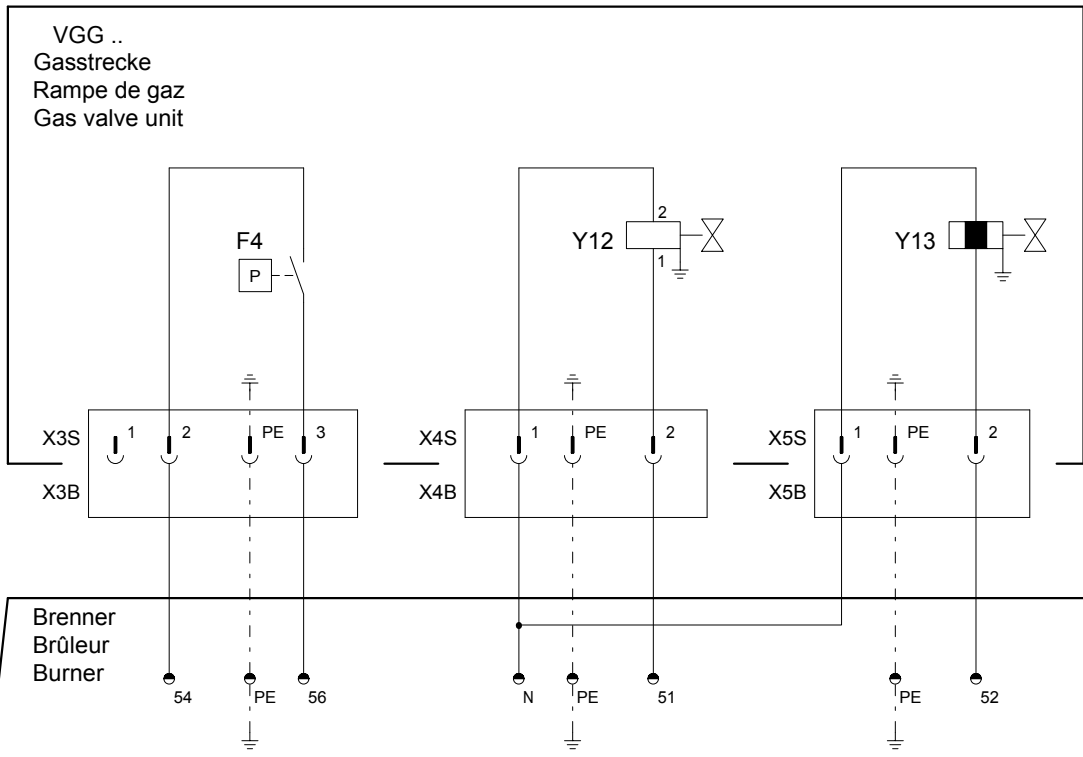 VGG ..
Gasstrecke
Rampe de gaz
Gas valve unit
F4
P
Y12
2
1
Y13
X3S
1
2
PE
3
X3B
X4S
1
PE
2
X4B
X5S
1
PE
2
X5B
Brenner
Brûleur
Burner
54
PE
56
N
PE
51
PE
52